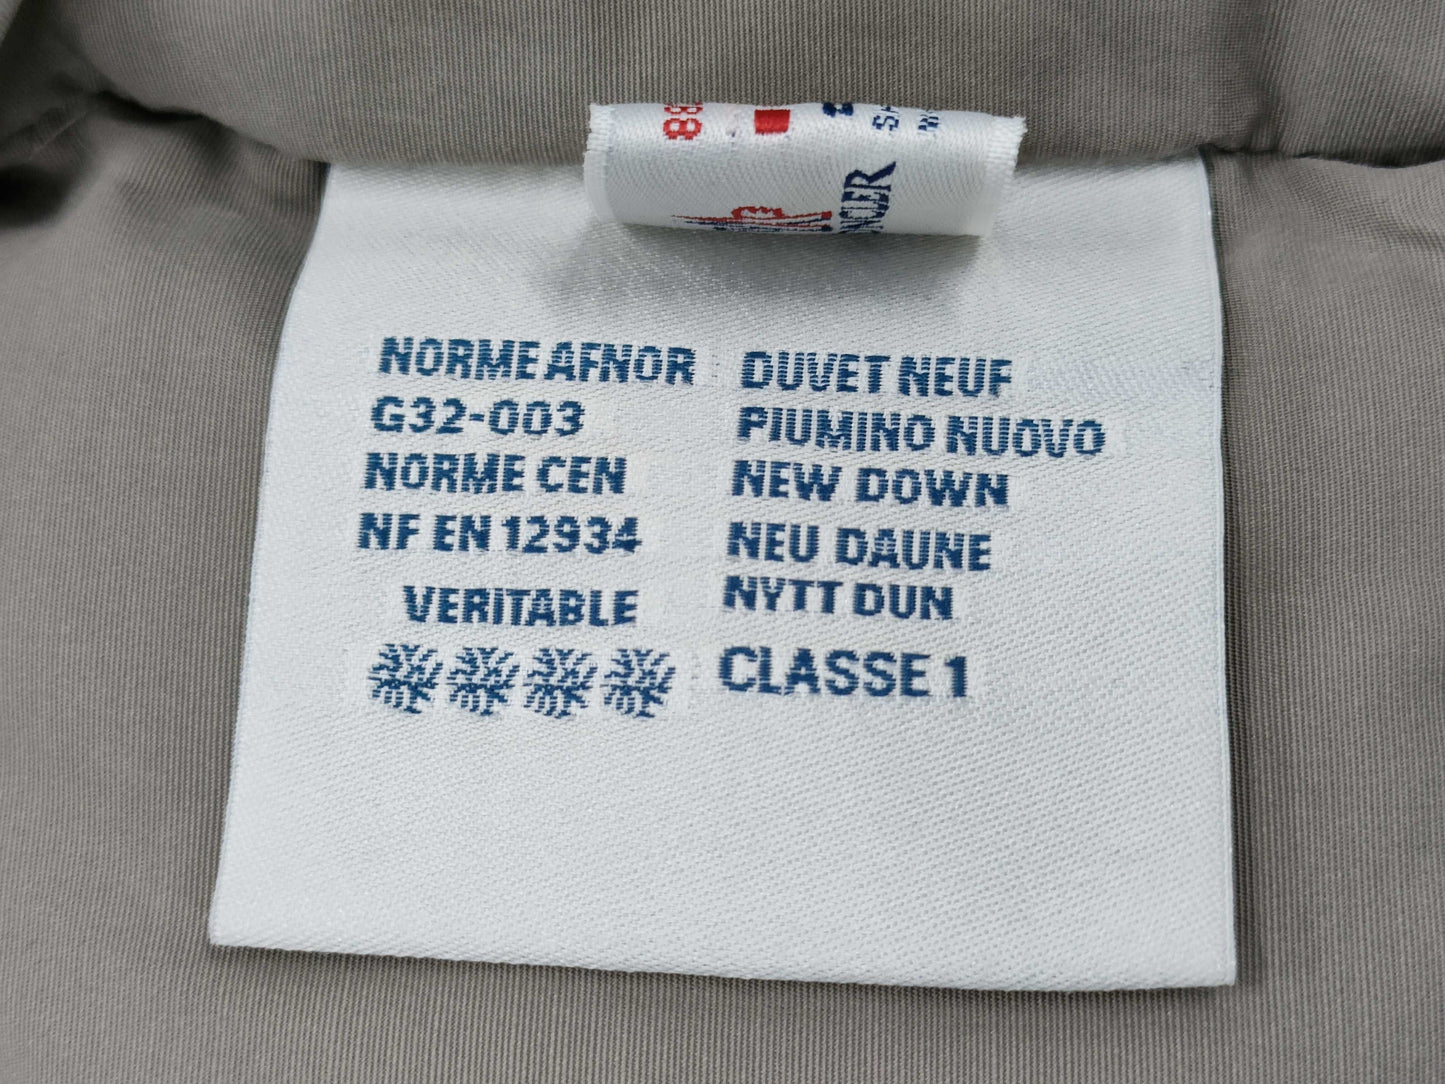 NORME AFNOR
G32-003
NORME CEN
NF EN 12934
VERITABLE
DUVET NEUF
PIUMINO NUOVO
NEW DOWN
NEU DAUNE
NYTT DUN
CLASSE 1